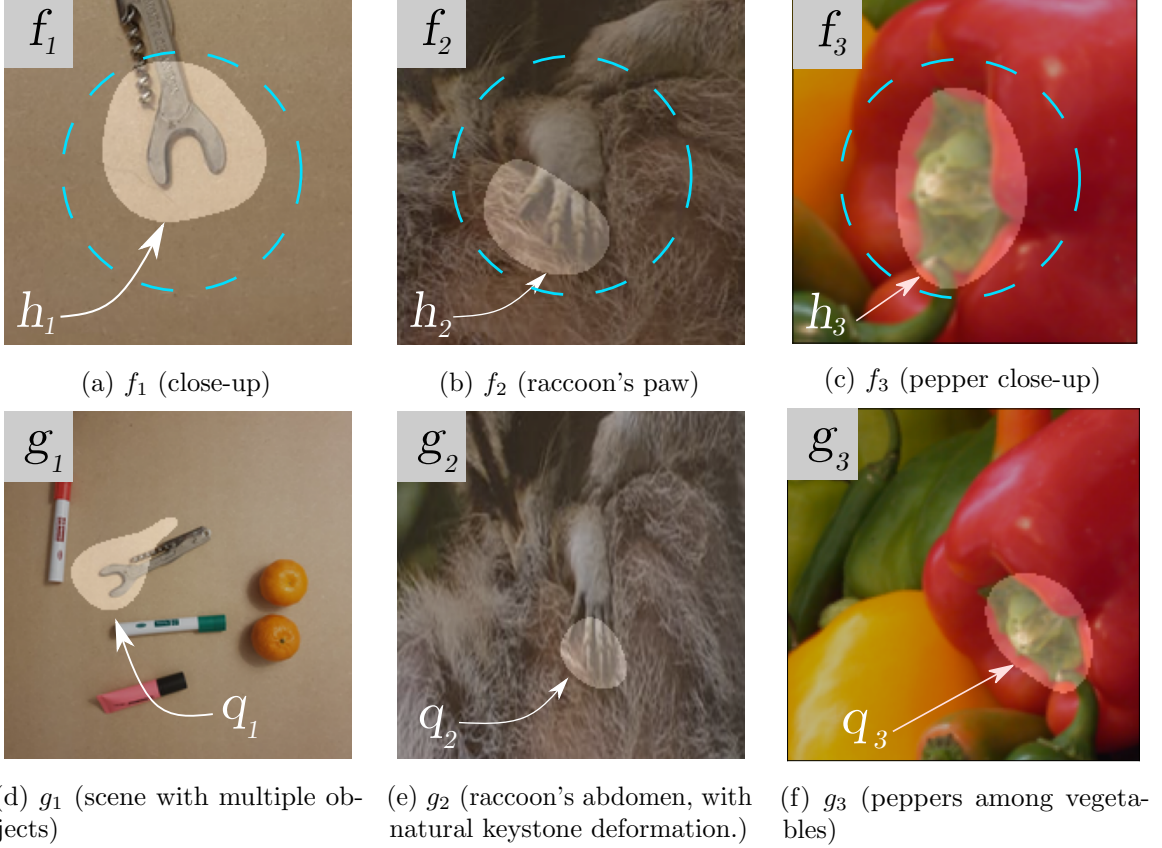 f1 f2 f3
h1 h2 h3
(a) f1 (close-up) (b) f2 (raccoon's paw) (c) f3 (pepper close-up)
g1 g2 g3
q1 q2 q3
(d) g1 (scene with multiple ob-
jects)
(e) g2 (raccoon's abdomen, with
natural keystone deformation.)
(f) g3 (peppers among vegeta-
bles)